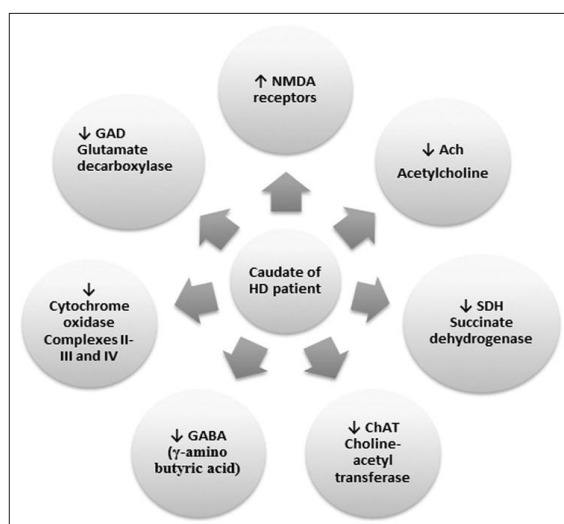 ↑ NMDA
receptors
↓ Ach
Acetylcholine
↓ SDH
Succinate
dehydrogenase
↓ ChAT
Choline-
acetyl
transferase
↓ GABA
(γ-amino
butyric acid)
↓
Cytochrome
oxidase
Complexes II-
III and IV
↓ GAD
Glutamate
decarboxylase
Caudate of
HD patient